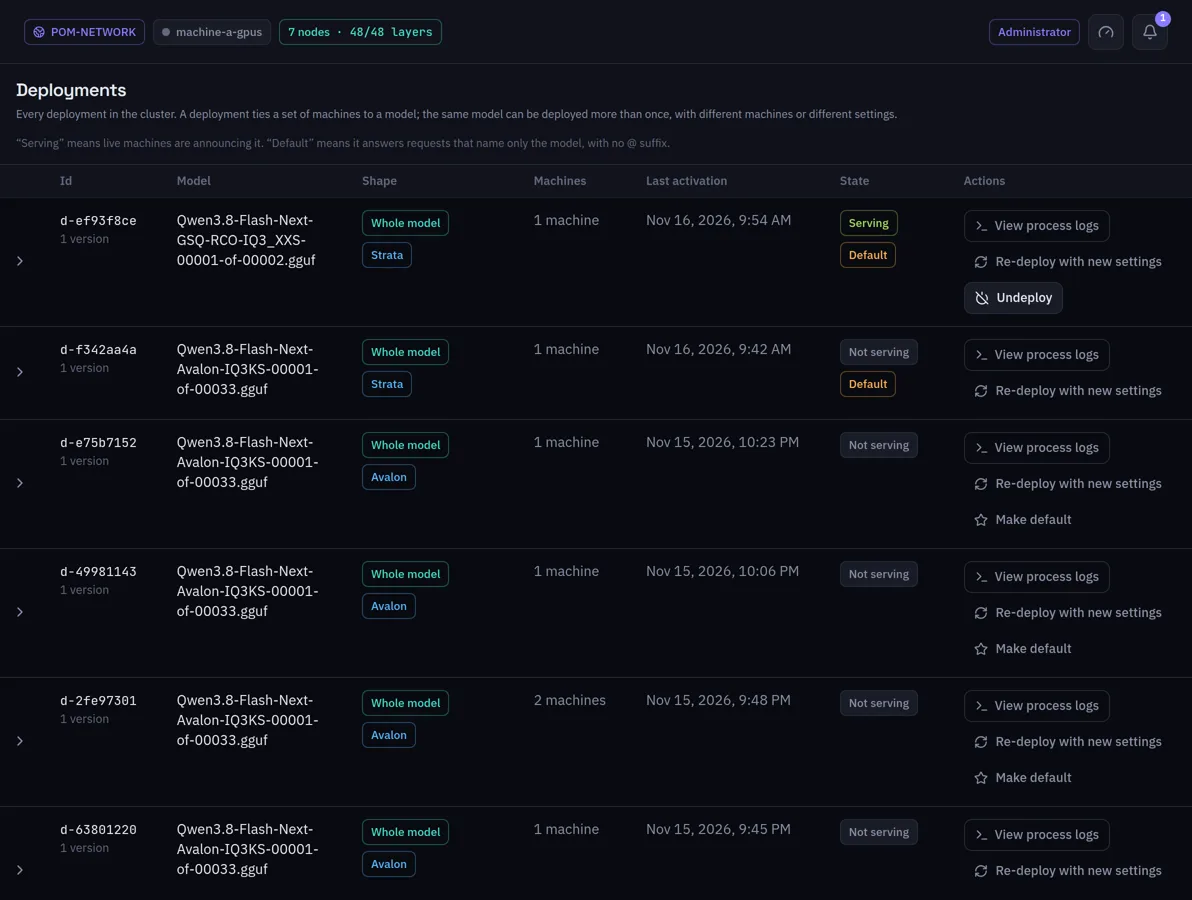 POM-NETWORK
machine-a-gpus
7 nodes · 48/48 layers
Administrator
1
Deployments
Every deployment in the cluster. A deployment ties a set of machines to a model; the same model can be deployed more than once, with different machines or different settings.
“Serving” means live machines are announcing it. “Default” means it answers requests that name only the model, with no @ suffix.
Id
Model
Shape
Machines
Last activation
State
Actions
d-ef93f8ce
1 version
Qwen3.8-Flash-Next-
GSQ-RCO-IQ3_XXS-
00001-of-00002.gguf
Whole model
Strata
1 machine
Nov 16, 2026, 9:54 AM
Serving
Default
View process logs
Re-deploy with new settings
Undeploy
d-f342aa4a
1 version
Qwen3.8-Flash-Next-
Avalon-IQ3KS-00001-
of-00033.gguf
Whole model
Strata
1 machine
Nov 16, 2026, 9:42 AM
Not serving
Default
View process logs
Re-deploy with new settings
d-e75b7152
1 version
Qwen3.8-Flash-Next-
Avalon-IQ3KS-00001-
of-00033.gguf
Whole model
Avalon
1 machine
Nov 15, 2026, 10:23 PM
Not serving
View process logs
Re-deploy with new settings
Make default
d-49981143
1 version
Qwen3.8-Flash-Next-
Avalon-IQ3KS-00001-
of-00033.gguf
Whole model
Avalon
1 machine
Nov 15, 2026, 10:06 PM
Not serving
View process logs
Re-deploy with new settings
Make default
d-2fe97301
1 version
Qwen3.8-Flash-Next-
Avalon-IQ3KS-00001-
of-00033.gguf
Whole model
Avalon
2 machines
Nov 15, 2026, 9:48 PM
Not serving
View process logs
Re-deploy with new settings
Make default
d-63801220
1 version
Qwen3.8-Flash-Next-
Avalon-IQ3KS-00001-
of-00033.gguf
Whole model
Avalon
1 machine
Nov 15, 2026, 9:45 PM
Not serving
View process logs
Re-deploy with new settings